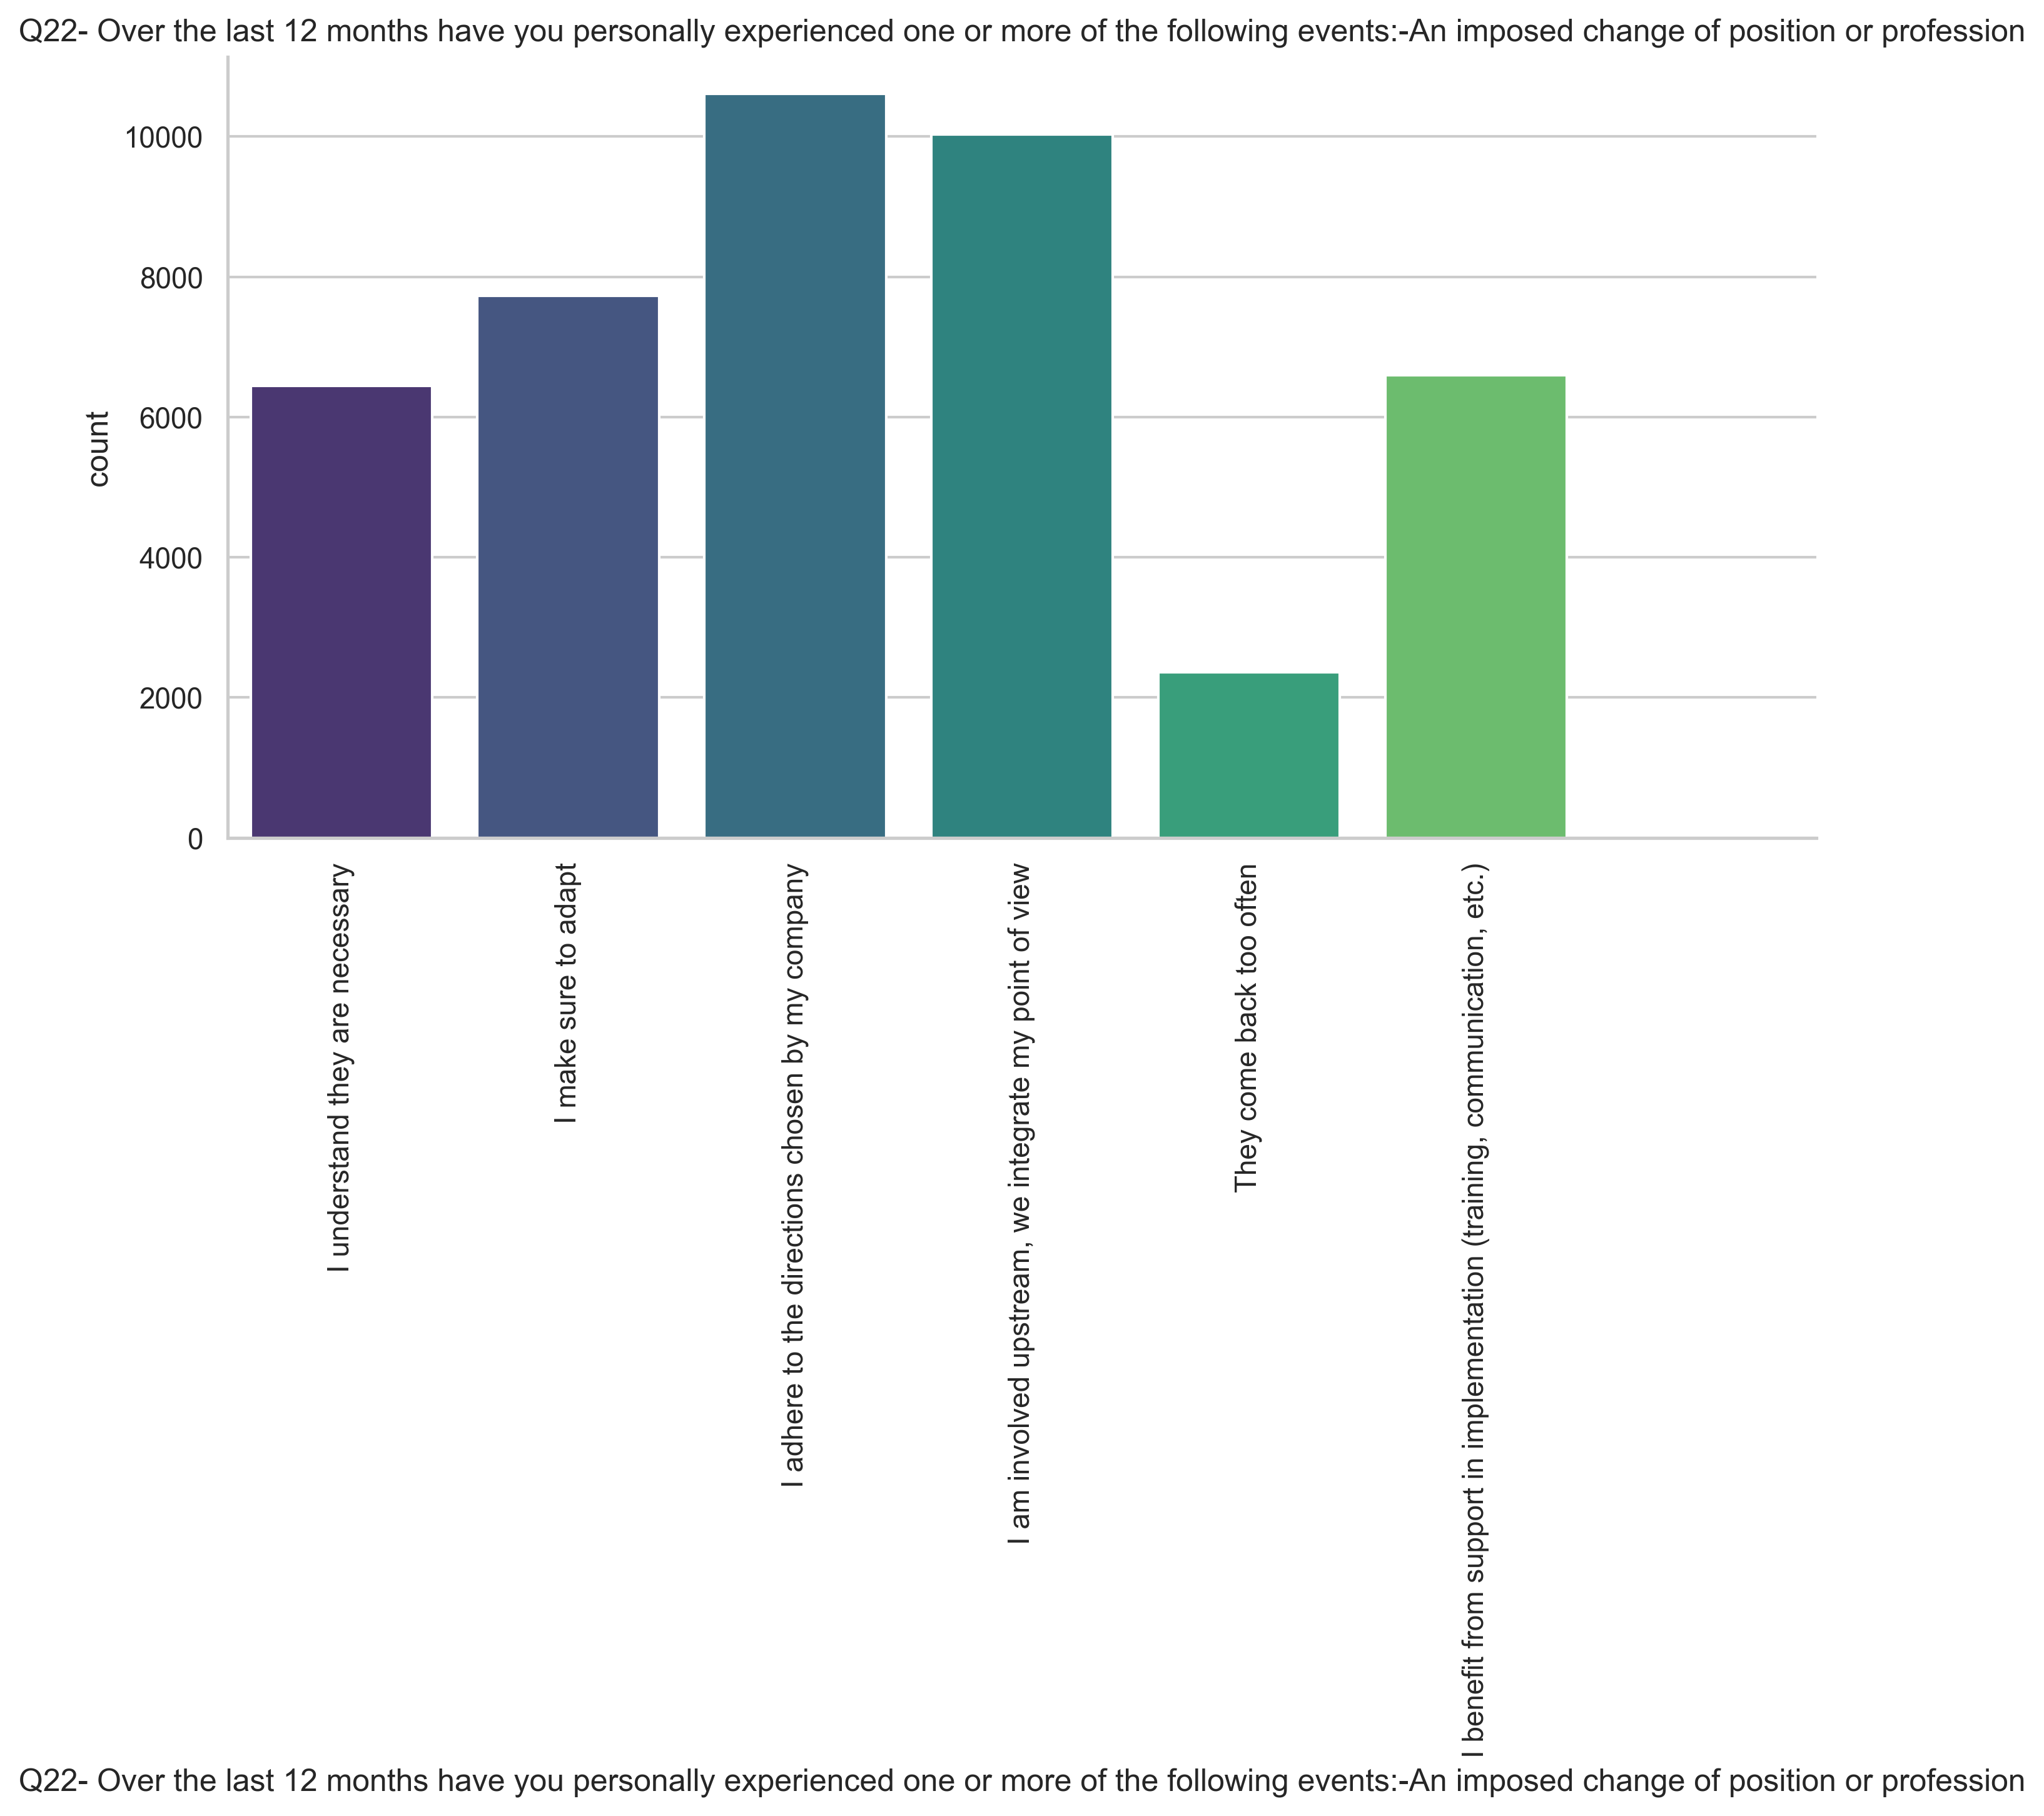 Q22- Over the last 12 months have you personally experienced one or more of the following events:-An imposed change of position or profession
10000
8000
6000
4000
2000
0
count
I understand they are necessary
I make sure to adapt
I adhere to the directions chosen by my company
I am involved upstream, we integrate my point of view
They come back too often
I benefit from support in implementation (training, communication, etc.)
Q22- Over the last 12 months have you personally experienced one or more of the following events:-An imposed change of position or profession